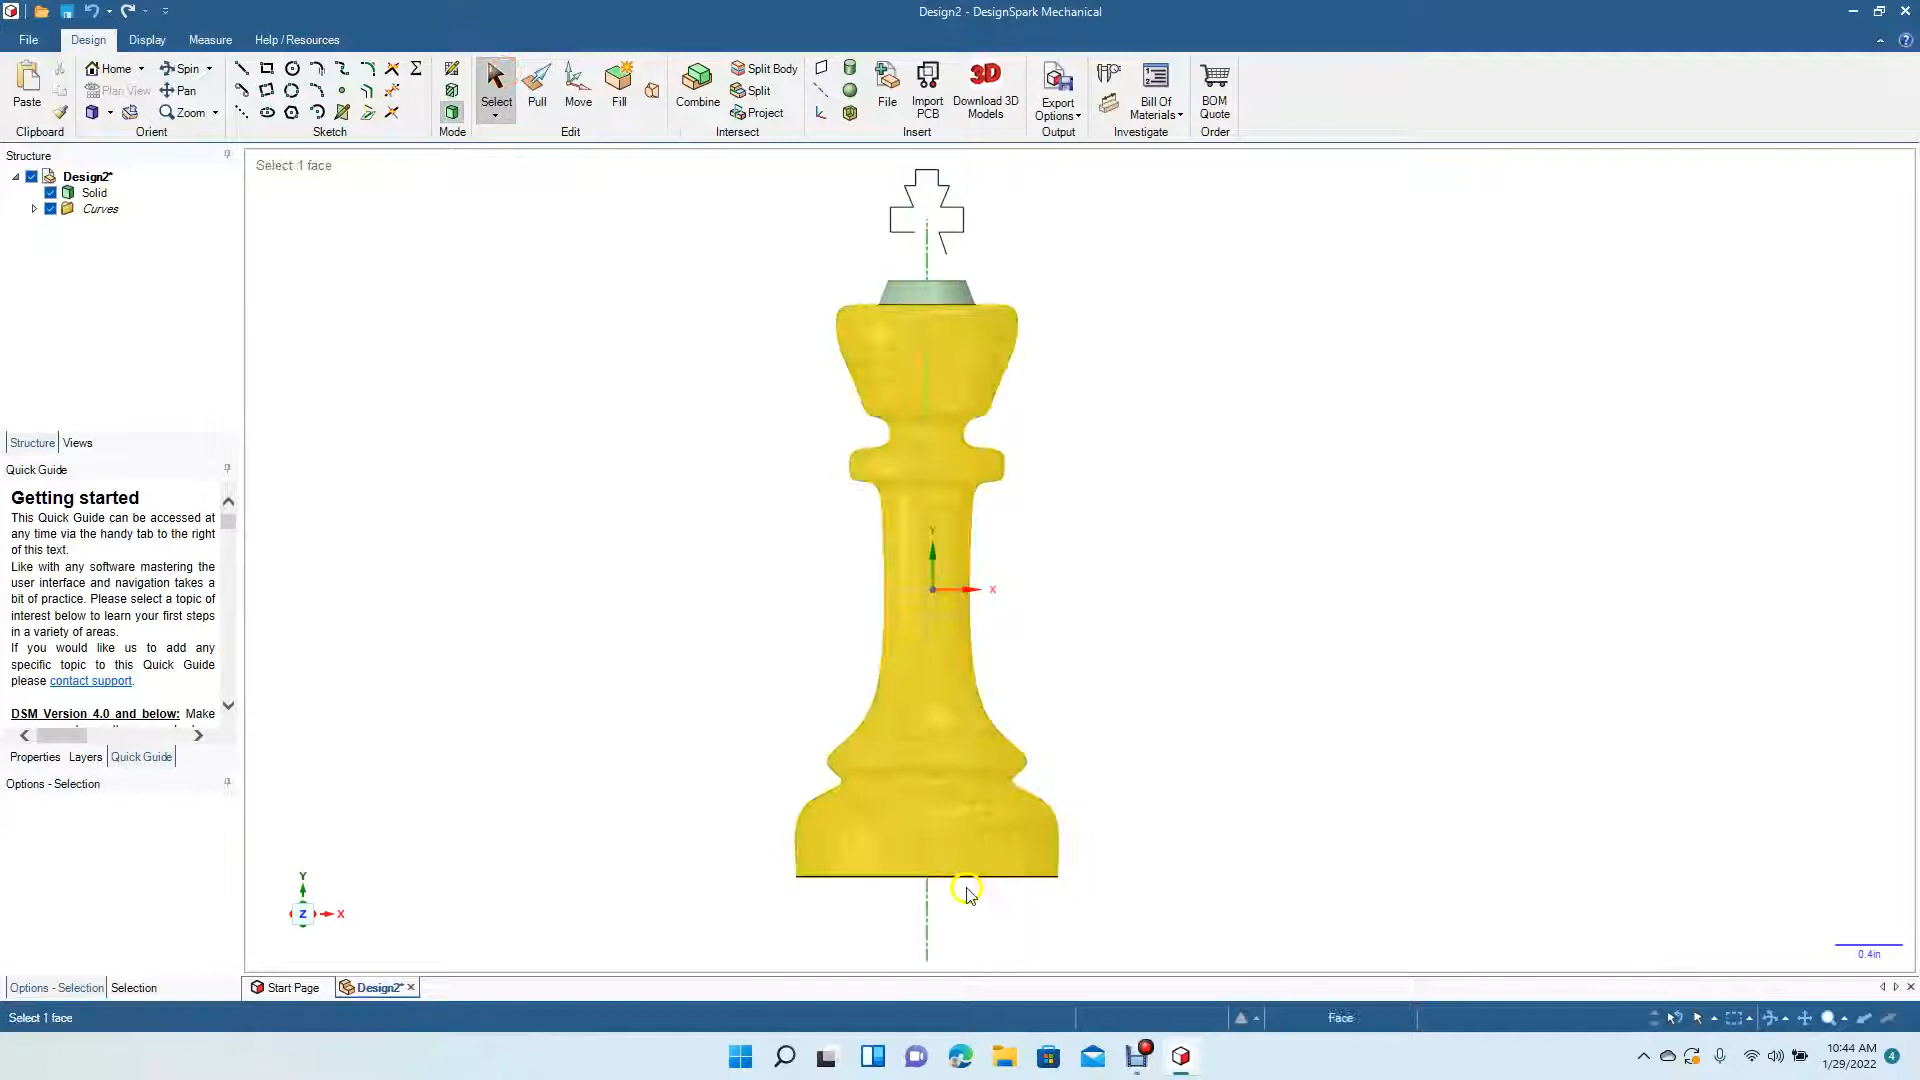 Design2 - DesignSpark Mechanical
File Design Display Measure Help / Resources
Paste
Clipboard
Home
Plan View
Spin
Pan
Zoom
Orient
Sketch
Mode
Select
Pull
Move
Fill
Edit
Combine
Split Body
Split
Project
Intersect
File
Import PCB
Download 3D Models
Insert
Export Options
Output
Bill Of Materials
Investigate
BOM Quote
Order
Structure
Design2*
Solid
Curves
Structure Views
Quick Guide
Getting started
This Quick Guide can be accessed at
any time via the handy tab to the right
of this text.
Like with any software mastering the
user interface and navigation takes a
bit of practice. Please select a topic of
interest below to learn your first steps
in a variety of areas.
If you would like us to add any
specific topic to this Quick Guide
please contact support.
DSM Version 4.0 and below: Make
Properties Layers Quick Guide
Options - Selection
Options - Selection Selection
Select 1 face
Y
X
Y
Z
X
0.4in
Start Page Design2*
Select 1 face
Face
10:44 AM
1/29/2022
4